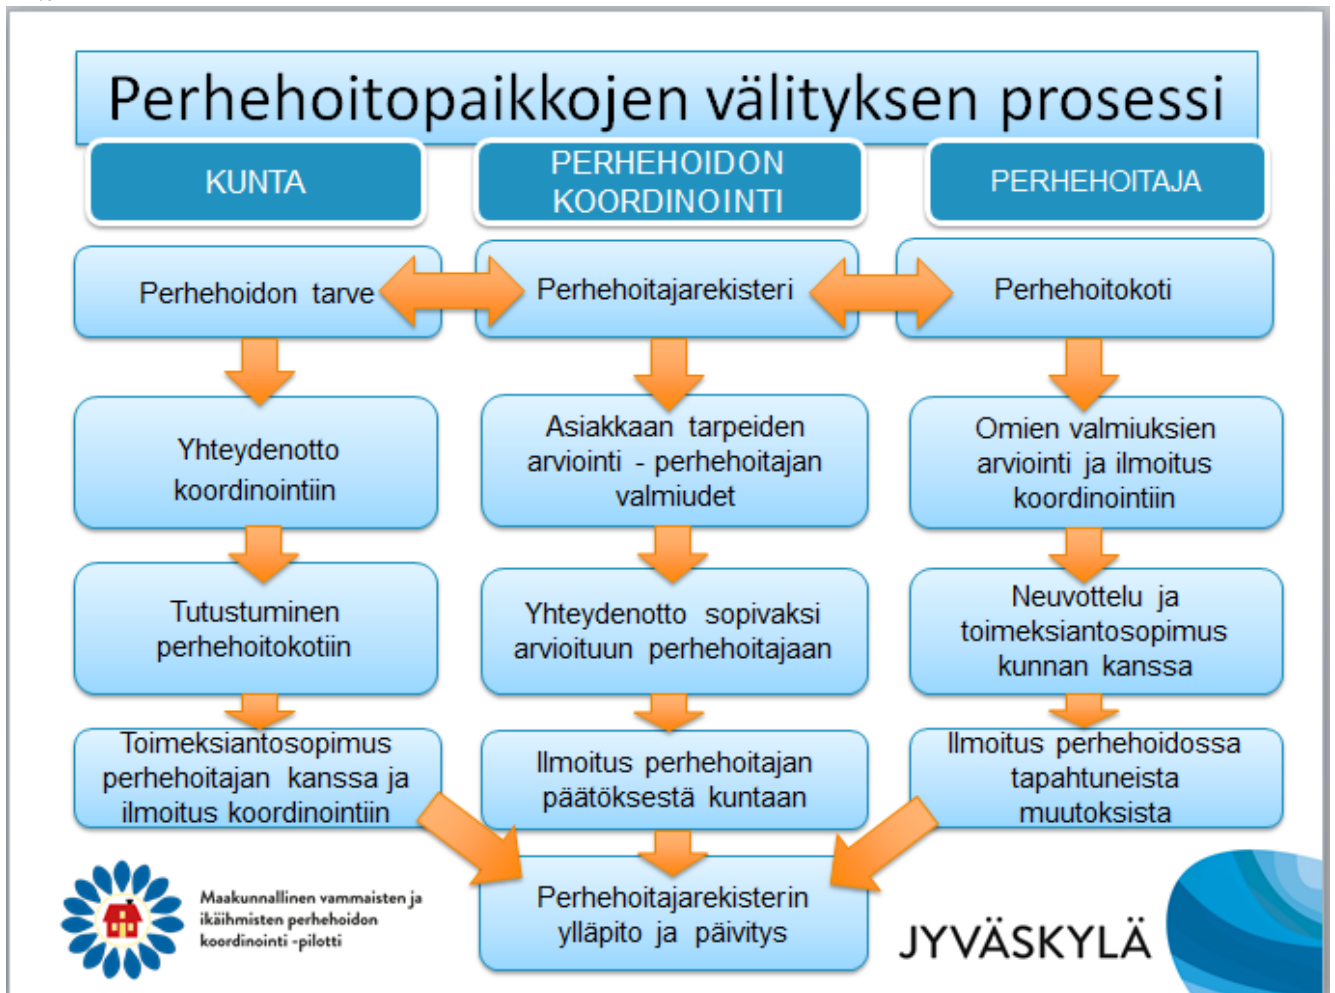 Perhehoitopaikkojen välityksen prosessi
KUNTA
PERHEHOIDON
KOORDINOINTI
PERHEHOITAJA
Perhehoidon tarve
Perhehoitajarekisteri
Perhehoitokoti
Yhteydenotto
koordinointiin
Asiakkaan tarpeiden
arviointi - perhehoitajan
valmiudet
Omien valmiuksien
arviointi ja ilmoitus
koordinointiin
Tutustuminen
perhehoitokotiin
Yhteydenotto sopivaksi
arvioituun perhehoitajaan
Neuvottelu ja
toimeksiantosopimus
kunnan kanssa
Toimeksiantosopimus
perhehoitajan kanssa ja
ilmoitus koordinointiin
Ilmoitus perhehoitajan
päätöksestä kuntaan
Ilmoitus perhehoidossa
tapahtuneista
muutoksista
Perhehoitajarekisterin
ylläpito ja päivitys
Maakunnallinen vammaisten ja
ikäihmisten perhehoidon
koordinointi -pilotti
JYVÄSKYLÄ